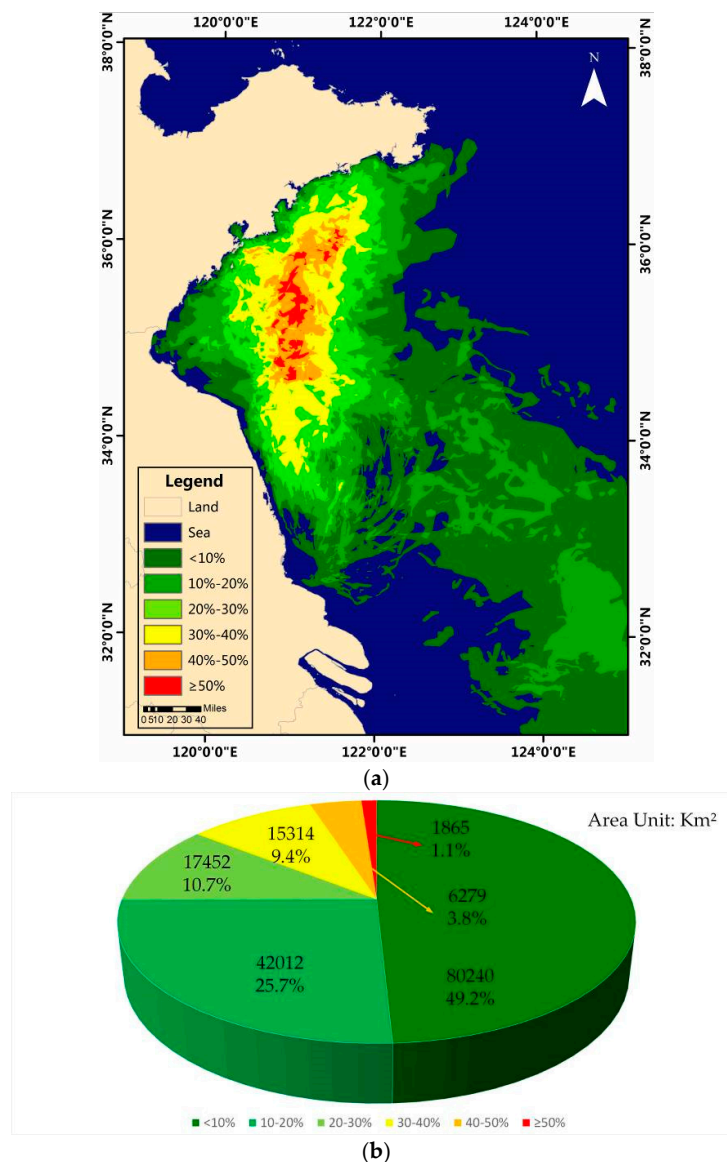 120°0'0"E 122°0'0"E 124°0'0"E
38°0'0"N 38°0'0"N
N
36°0'0"N 36°0'0"N
34°0'0"N 34°0'0"N
32°0'0"N 32°0'0"N
Legend
Land
Sea
<10%
10%-20%
20%-30%
30%-40%
40%-50%
≥50%
Miles
0 510 20 30 40
120°0'0"E 122°0'0"E 124°0'0"E
(a)
Area Unit: Km²
15314
9.4%
1865
1.1%
17452
10.7%
6279
3.8%
42012
25.7%
80240
49.2%
<10% 10-20% 20-30% 30-40% 40-50% ≥50%
(b)